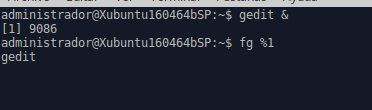 administrador@Xubuntu160464bSP:~$ gedit &
[1] 9086
administrador@Xubuntu160464bSP:~$ fg %1
gedit